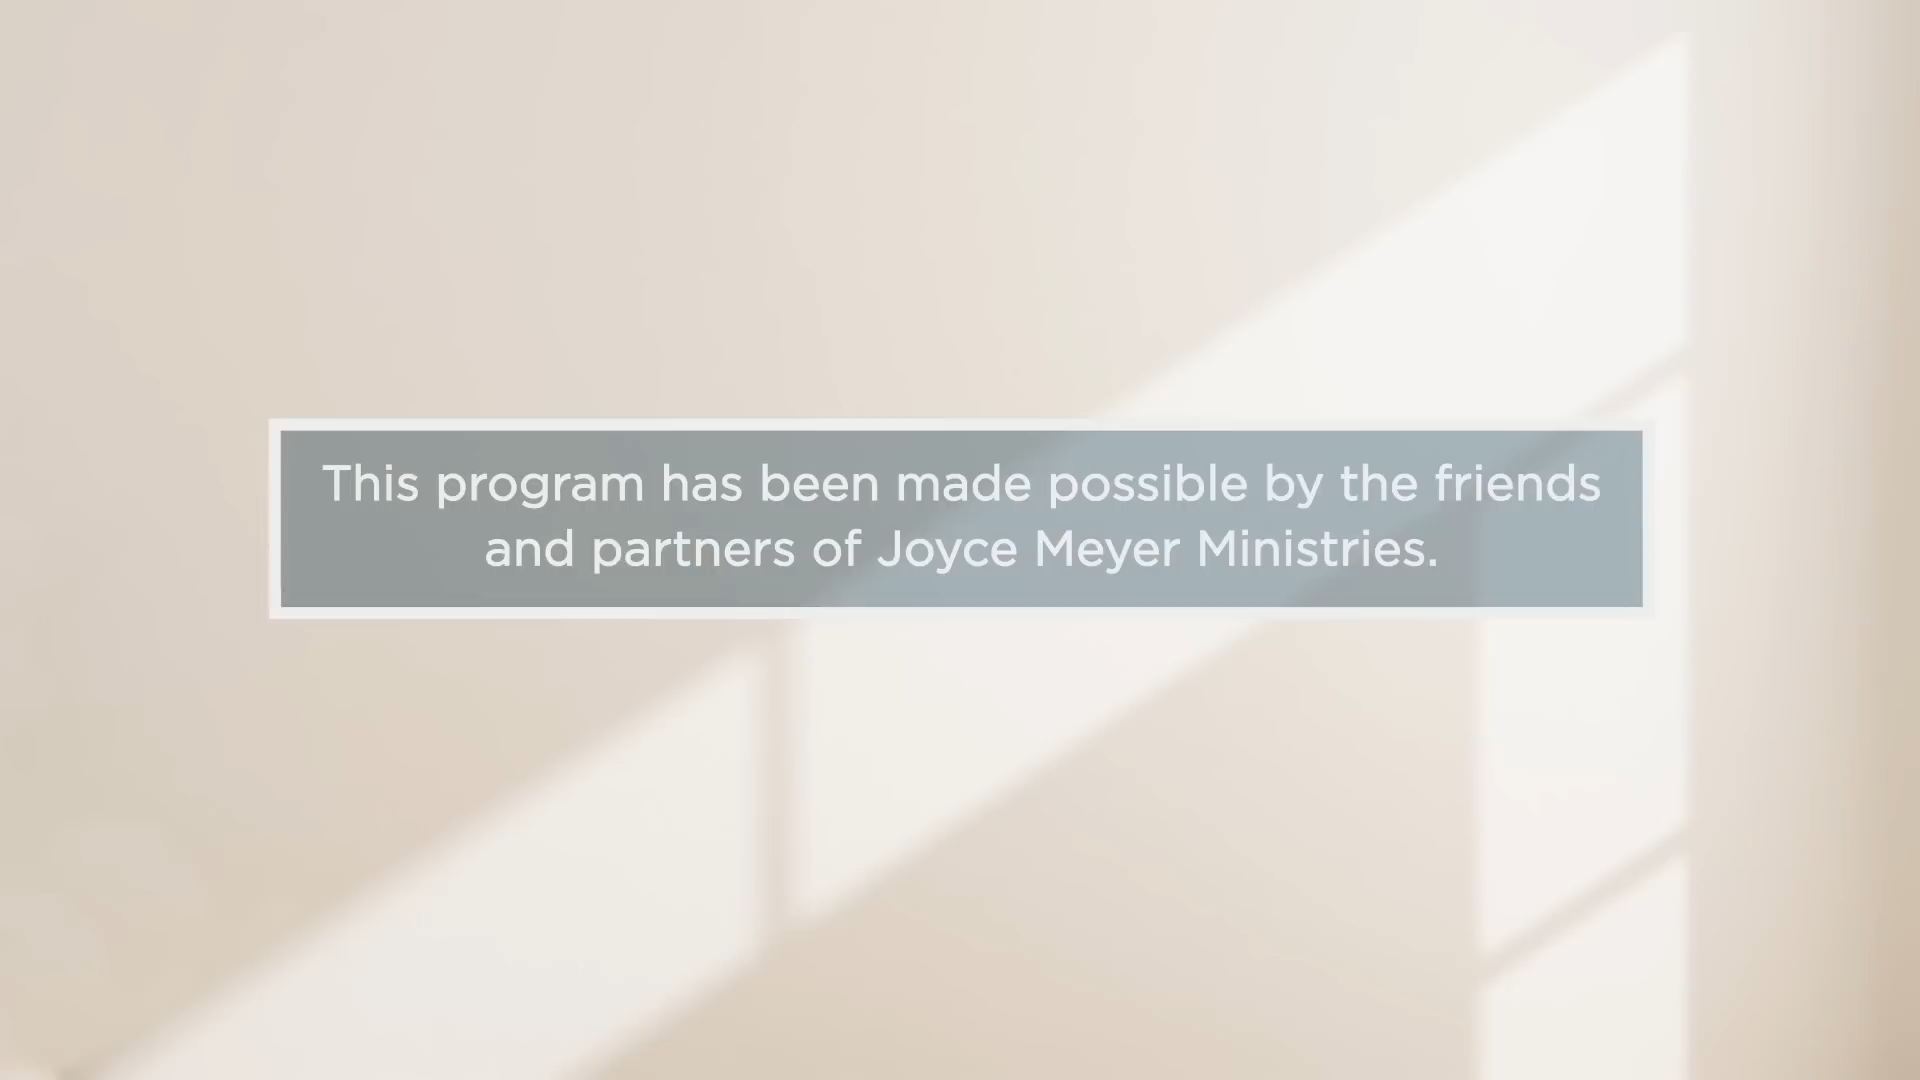 This program has been made possible by the friends
and partners of Joyce Meyer Ministries.